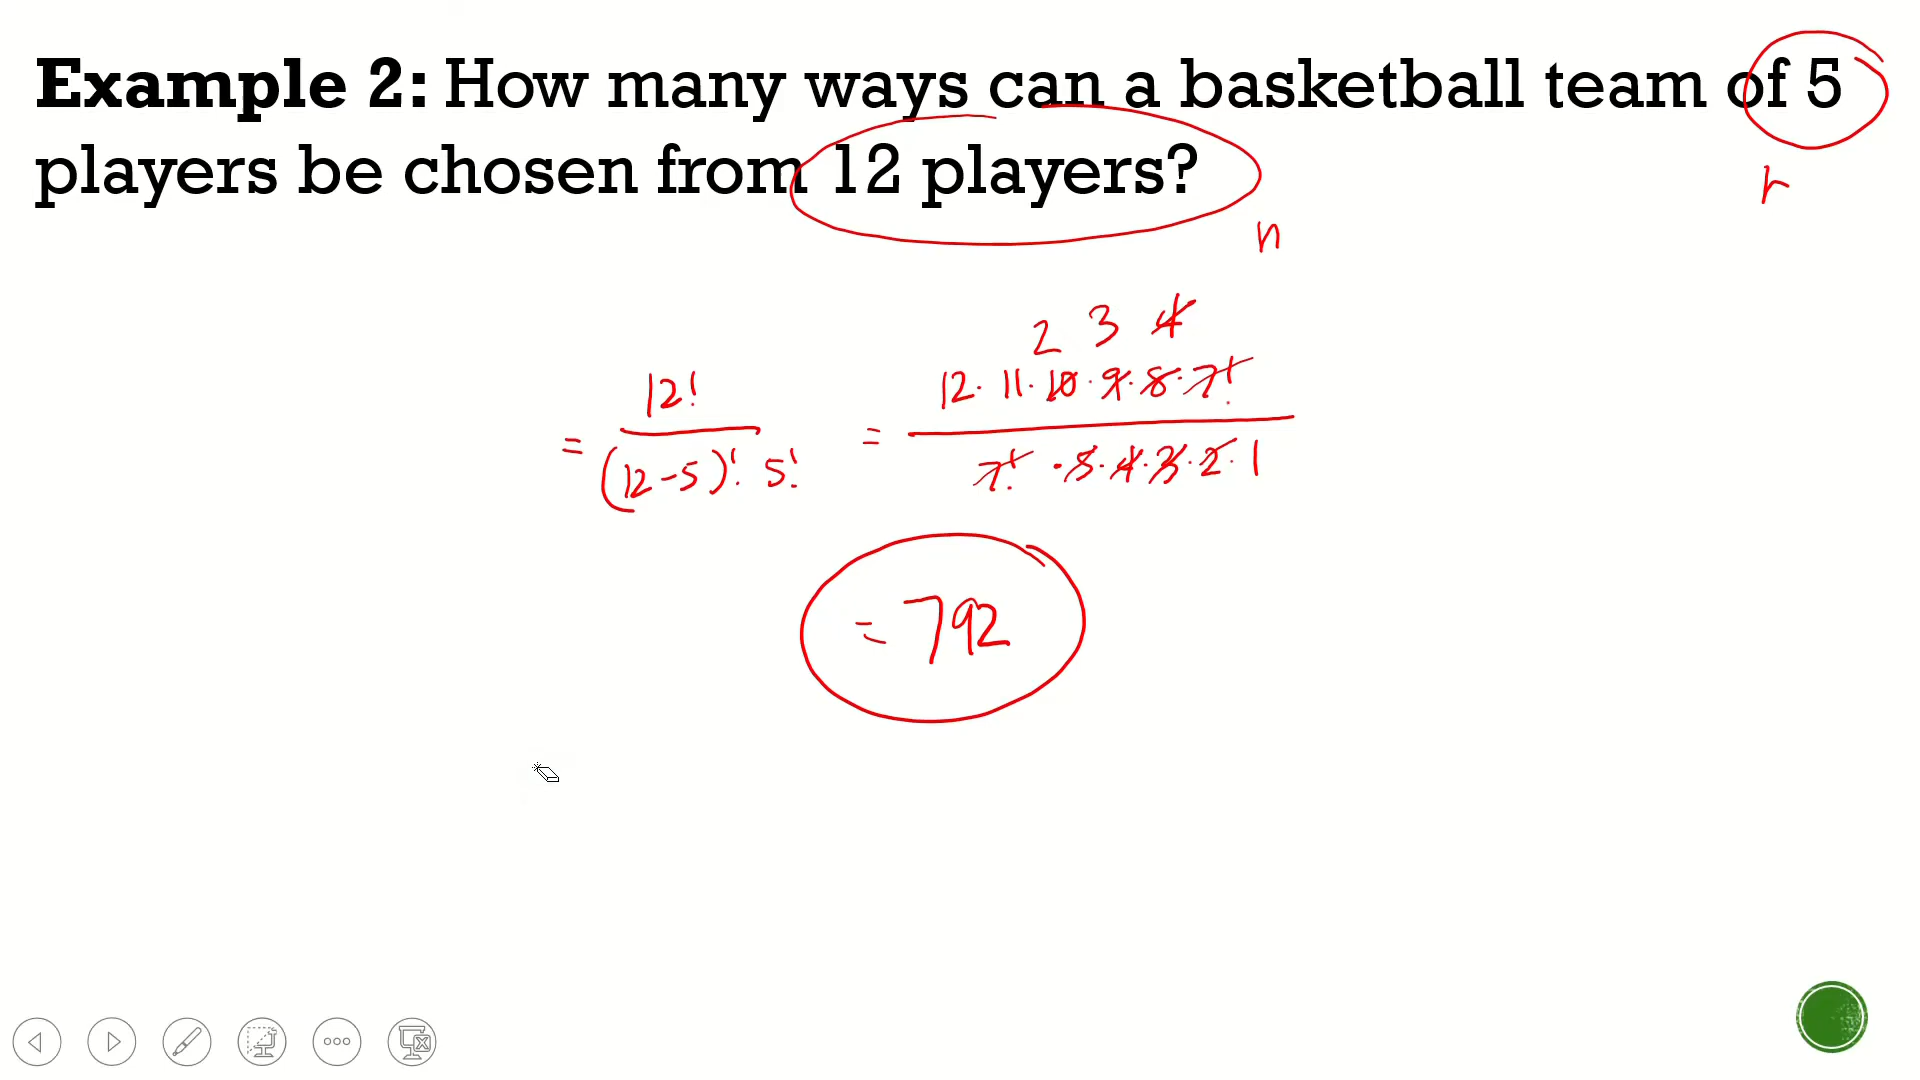 Example 2: How many ways can a basketball team of 5
players be chosen from 12 players?
r
n
2 3 4
= 12! / (12-5)! 5! = 12·11·10·9·8·7! / 7!·5·4·3·2·1
= 792